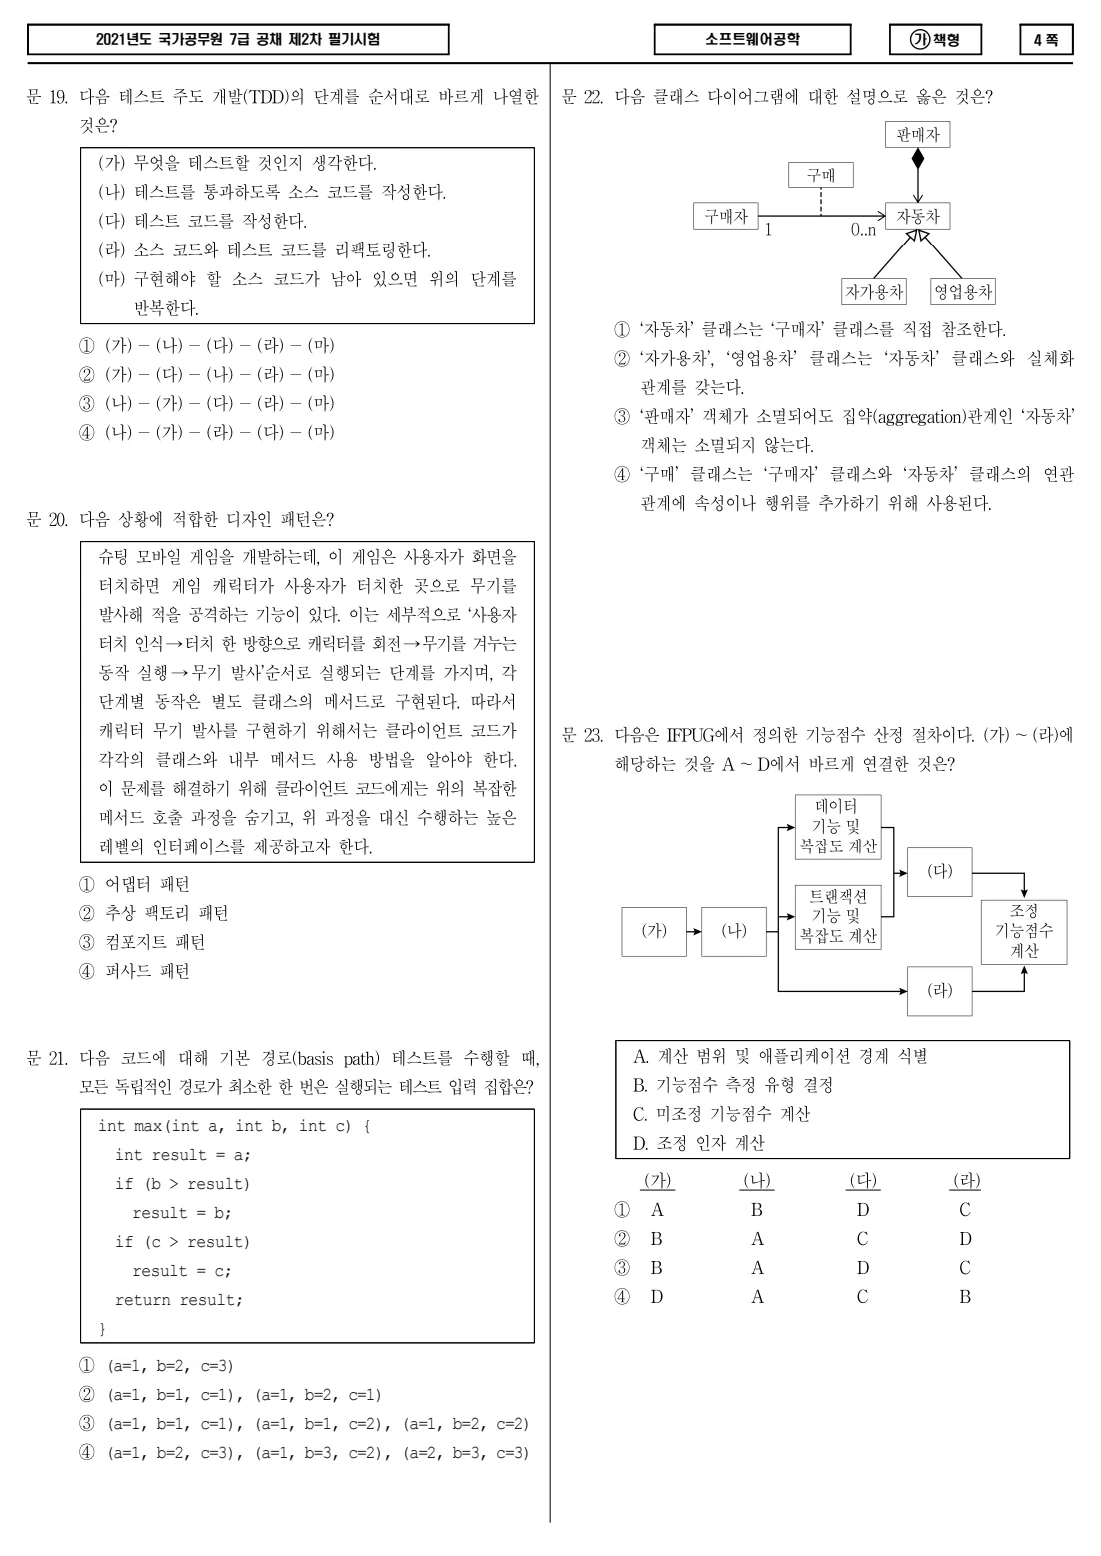 2021년도 국가공무원 7급 공채 제2차 필기시험
소프트웨어공학
㉮ 책형
4 쪽
문 19. 다음 테스트 주도 개발(TDD)의 단계를 순서대로 바르게 나열한
것은?
(가) 무엇을 테스트할 것인지 생각한다.
(나) 테스트를 통과하도록 소스 코드를 작성한다.
(다) 테스트 코드를 작성한다.
(라) 소스 코드와 테스트 코드를 리팩토링한다.
(마) 구현해야 할 소스 코드가 남아 있으면 위의 단계를
반복한다.
① (가) – (나) – (다) – (라) – (마)
② (가) – (다) – (나) – (라) – (마)
③ (나) – (가) – (다) – (라) – (마)
④ (나) – (가) – (라) – (다) – (마)
문 20. 다음 상황에 적합한 디자인 패턴은?
슈팅 모바일 게임을 개발하는데, 이 게임은 사용자가 화면을
터치하면 게임 캐릭터가 사용자가 터치한 곳으로 무기를
발사해 적을 공격하는 기능이 있다. 이는 세부적으로 ‘사용자
터치 인식→터치 한 방향으로 캐릭터를 회전→무기를 겨누는
동작 실행→무기 발사’순서로 실행되는 단계를 가지며, 각
단계별 동작은 별도 클래스의 메서드로 구현된다. 따라서
캐릭터 무기 발사를 구현하기 위해서는 클라이언트 코드가
각각의 클래스와 내부 메서드 사용 방법을 알아야 한다.
이 문제를 해결하기 위해 클라이언트 코드에게는 위의 복잡한
메서드 호출 과정을 숨기고, 위 과정을 대신 수행하는 높은
레벨의 인터페이스를 제공하고자 한다.
① 어댑터 패턴
② 추상 팩토리 패턴
③ 컴포지트 패턴
④ 퍼사드 패턴
문 21. 다음 코드에 대해 기본 경로(basis path) 테스트를 수행할 때,
모든 독립적인 경로가 최소한 한 번은 실행되는 테스트 입력 집합은?
int max(int a, int b, int c) {
int result = a;
if (b > result)
result = b;
if (c > result)
result = c;
return result;
}
① (a=1, b=2, c=3)
② (a=1, b=1, c=1), (a=1, b=2, c=1)
③ (a=1, b=1, c=1), (a=1, b=1, c=2), (a=1, b=2, c=2)
④ (a=1, b=2, c=3), (a=1, b=3, c=2), (a=2, b=3, c=3)
문 22. 다음 클래스 다이어그램에 대한 설명으로 옳은 것은?
판매자
구매
구매자
자동차
1
0..n
자가용차
영업용차
① ‘자동차’ 클래스는 ‘구매자’ 클래스를 직접 참조한다.
② ‘자가용차’, ‘영업용차’ 클래스는 ‘자동차’ 클래스와 실체화
관계를 갖는다.
③ ‘판매자’ 객체가 소멸되어도 집약(aggregation)관계인 ‘자동차’
객체는 소멸되지 않는다.
④ ‘구매’ 클래스는 ‘구매자’ 클래스와 ‘자동차’ 클래스의 연관
관계에 속성이나 행위를 추가하기 위해 사용된다.
문 23. 다음은 IFPUG에서 정의한 기능점수 산정 절차이다. (가) ~ (라)에
해당하는 것을 A ~ D에서 바르게 연결한 것은?
데이터
기능 및
복잡도 계산
(다)
트랜잭션
기능 및
복잡도 계산
(가)
(나)
조정
기능점수
계산
(라)
A. 계산 범위 및 애플리케이션 경계 식별
B. 기능점수 측정 유형 결정
C. 미조정 기능점수 계산
D. 조정 인자 계산
(가) (나) (다) (라)
① A B D C
② B A C D
③ B A D C
④ D A C B